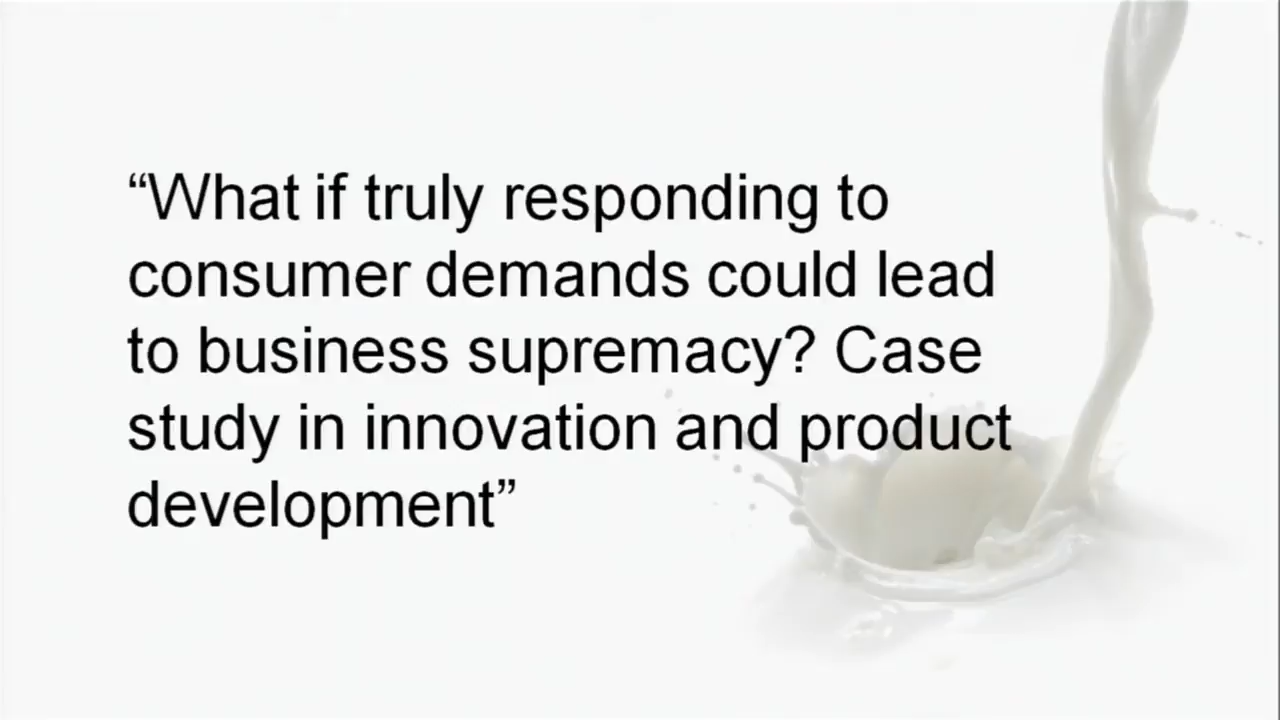 “What if truly responding to
consumer demands could lead
to business supremacy? Case
study in innovation and product
development”